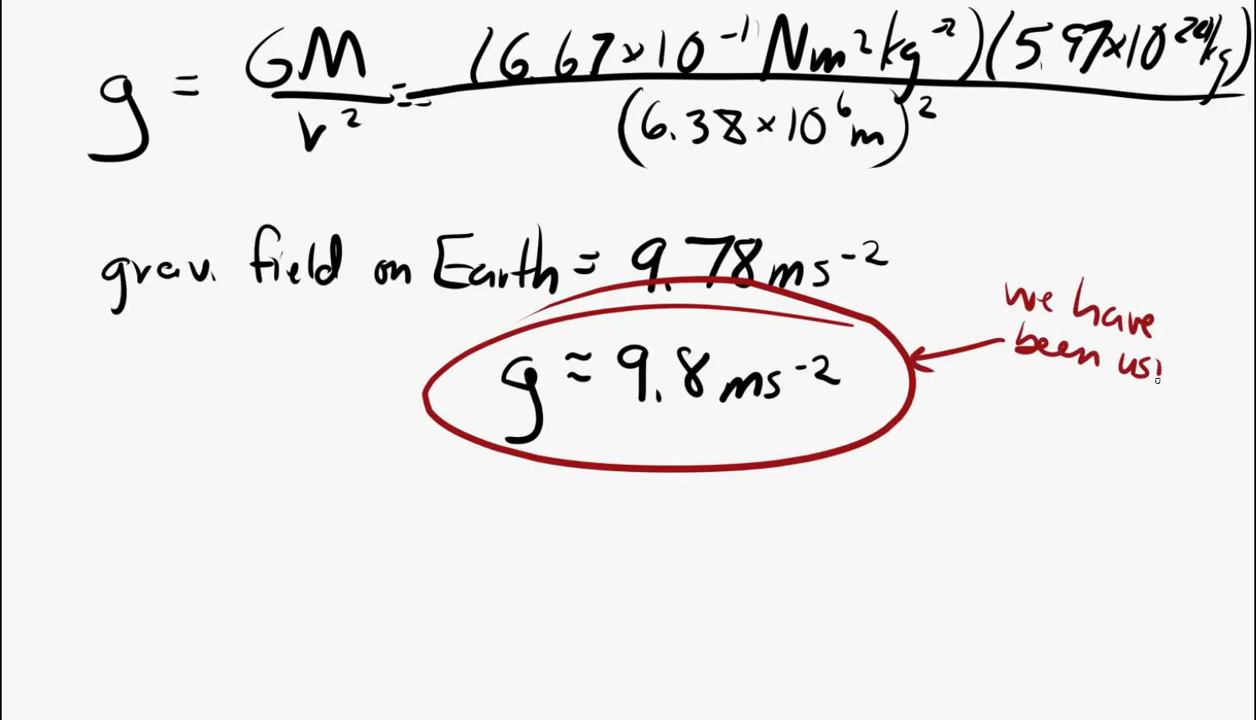 g = GM/r² = (6.67×10⁻¹¹ Nm²kg⁻²)(5.97×10²⁴kg)/(6.38×10⁶m)²
grav. field on Earth = 9.78ms⁻²
g ≈ 9.8ms⁻²
we have
been usi